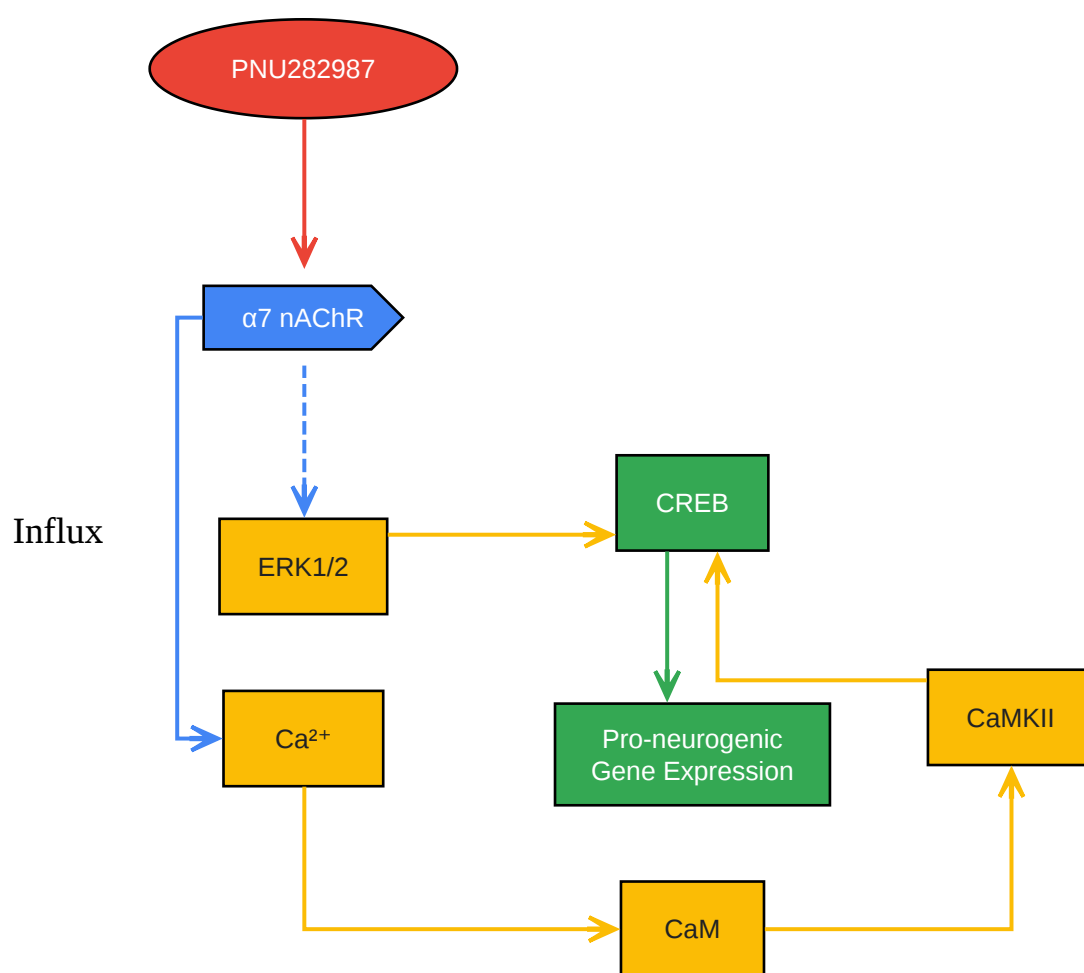 PNU282987
α7 nAChR
CREB
Influx
ERK1/2
CaMKII
Ca²⁺
Pro-neurogenic
Gene Expression
CaM